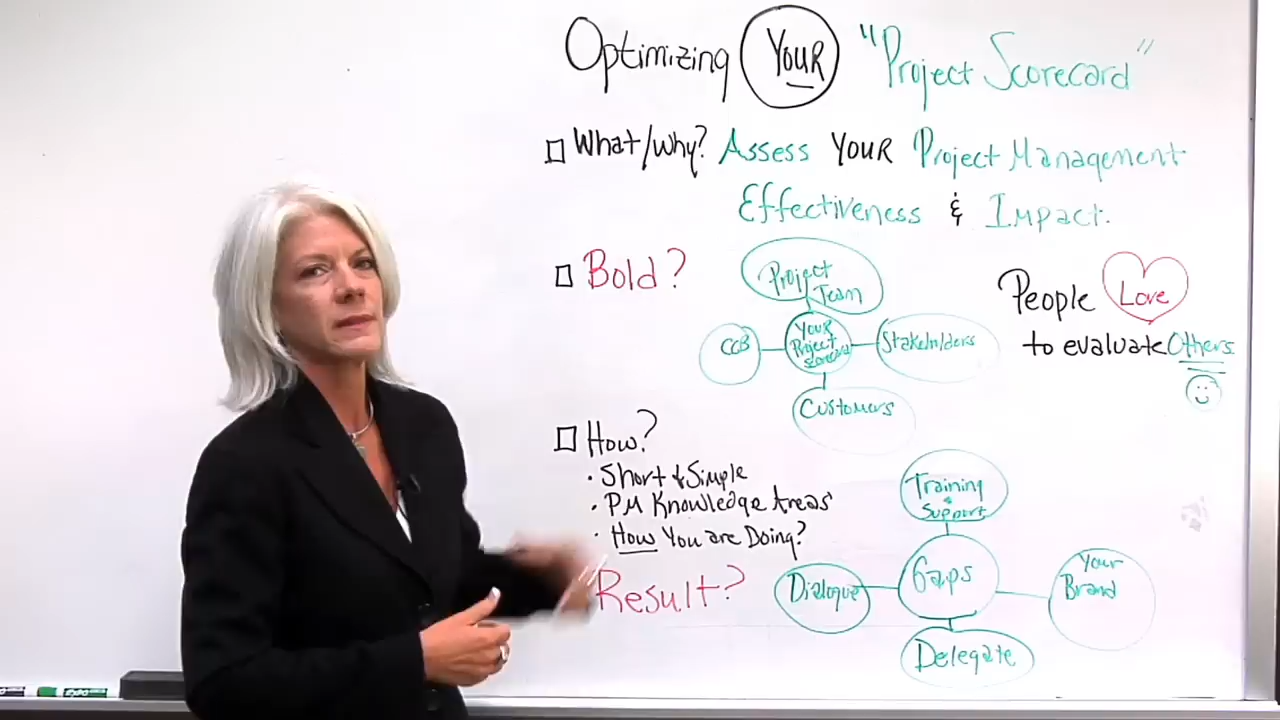 Optimizing YOUR "Project Scorecard"
What/Why? Assess YOUR Project Management
Effectiveness & Impact.
Bold?
Project
Team
CCB
YOUR
Project
Scorecard
Stakeholders
Customers
People Love
to evaluate Others
How?
· Short & Simple
· PM Knowledge Areas
· How You are Doing?
Result?
Training
&
Support
Dialogue
Gaps
Your
Brand
Delegate